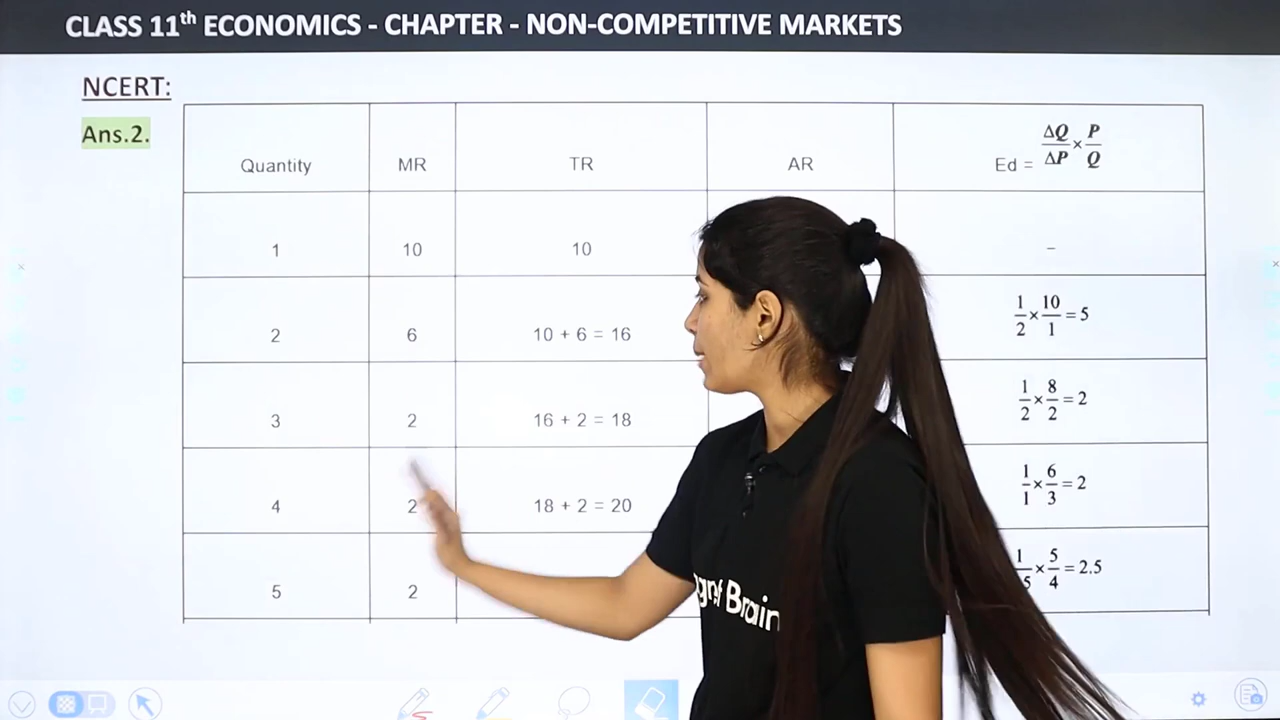 CLASS 11th ECONOMICS - CHAPTER - NON-COMPETITIVE MARKETS
NCERT:
Ans.2.
Quantity MR TR AR Ed = ΔQ/ΔP × P/Q
1 10 10 –
2 6 10 + 6 = 16 1/2 × 10/1 = 5
3 2 16 + 2 = 18 1/2 × 8/2 = 2
4 2 18 + 2 = 20 1/1 × 6/3 = 2
5 2 × 5/4 = 2.5
Brain